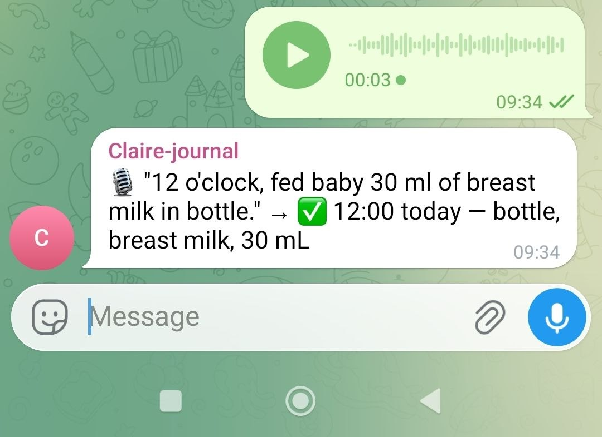 00:03
09:34
Claire-journal
🎙️ "12 o'clock, fed baby 30 ml of breast
milk in bottle." → ✅ 12:00 today — bottle,
breast milk, 30 mL
09:34
C
Message